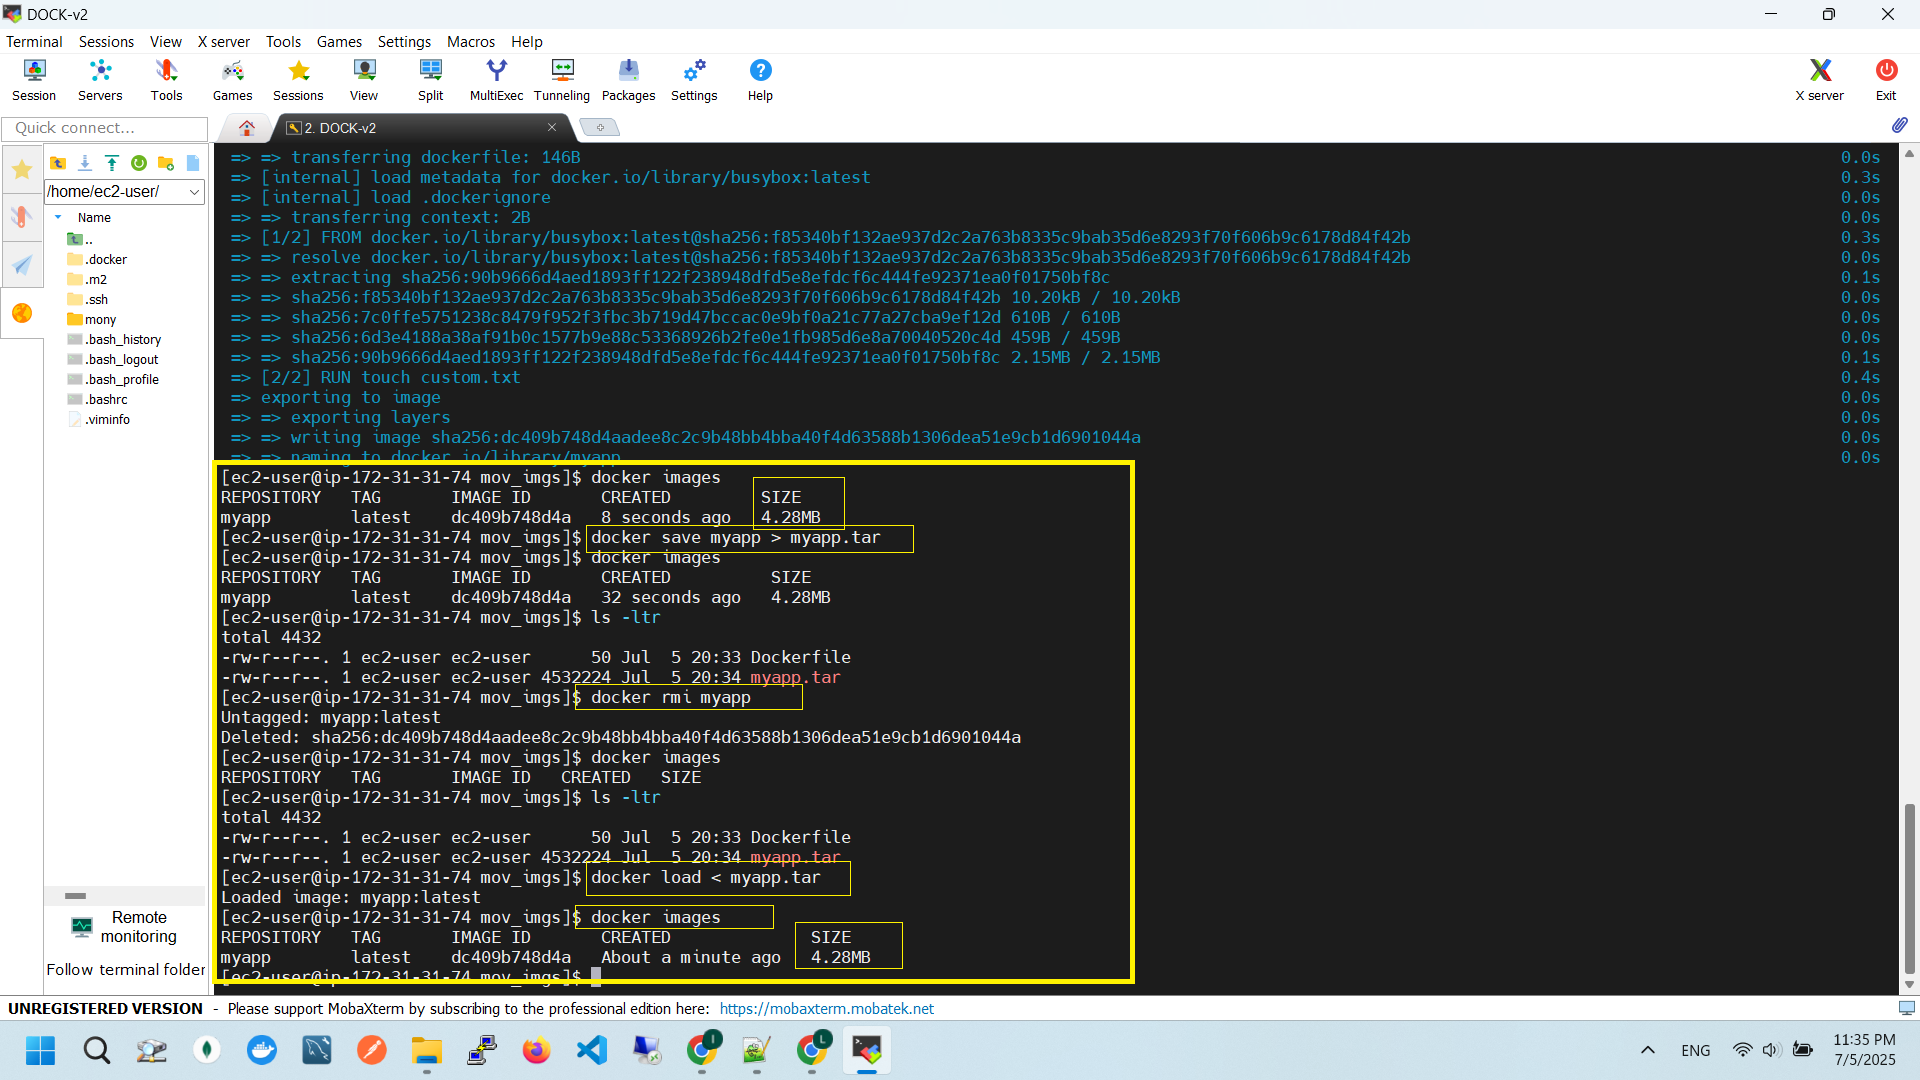 DOCK-v2
Terminal Sessions View X server Tools Games Settings Macros Help
Session Servers Tools Games Sessions View Split MultiExec Tunneling Packages Settings Help X server Exit
Quick connect...
2. DOCK-v2
/home/ec2-user/
Name
..
.docker
.m2
.ssh
mony
.bash_history
.bash_logout
.bash_profile
.bashrc
.viminfo
Remote
monitoring
Follow terminal folder
=> => transferring dockerfile: 146B 0.0s
=> [internal] load metadata for docker.io/library/busybox:latest 0.3s
=> [internal] load .dockerignore 0.0s
=> => transferring context: 2B 0.0s
=> [1/2] FROM docker.io/library/busybox:latest@sha256:f85340bf132ae937d2c2a763b8335c9bab35d6e8293f70f606b9c6178d84f42b 0.3s
=> => resolve docker.io/library/busybox:latest@sha256:f85340bf132ae937d2c2a763b8335c9bab35d6e8293f70f606b9c6178d84f42b 0.0s
=> => extracting sha256:90b9666d4aed1893ff122f238948dfd5e8efdcf6c444fe92371ea0f01750bf8c 0.1s
=> => sha256:f85340bf132ae937d2c2a763b8335c9bab35d6e8293f70f606b9c6178d84f42b 10.20kB / 10.20kB 0.0s
=> => sha256:7c0ffe5751238c8479f952f3fbc3b719d47bccac0e9bf0a21c77a27cba9ef12d 610B / 610B 0.0s
=> => sha256:6d3e4188a38af91b0c1577b9e88c53368926b2fe0e1fb985d6e8a70040520c4d 459B / 459B 0.0s
=> => sha256:90b9666d4aed1893ff122f238948dfd5e8efdcf6c444fe92371ea0f01750bf8c 2.15MB / 2.15MB 0.1s
=> [2/2] RUN touch custom.txt 0.4s
=> exporting to image 0.0s
=> => exporting layers 0.0s
=> => writing image sha256:dc409b748d4aadee8c2c9b48bb4bba40f4d63588b1306dea51e9cb1d6901044a 0.0s
=> => naming to docker.io/library/myapp 0.0s
[ec2-user@ip-172-31-31-74 mov_imgs]$ docker images
REPOSITORY TAG IMAGE ID CREATED SIZE
myapp latest dc409b748d4a 8 seconds ago 4.28MB
[ec2-user@ip-172-31-31-74 mov_imgs]$ docker save myapp > myapp.tar
[ec2-user@ip-172-31-31-74 mov_imgs]$ docker images
REPOSITORY TAG IMAGE ID CREATED SIZE
myapp latest dc409b748d4a 32 seconds ago 4.28MB
[ec2-user@ip-172-31-31-74 mov_imgs]$ ls -ltr
total 4432
-rw-r--r--. 1 ec2-user ec2-user 50 Jul 5 20:33 Dockerfile
-rw-r--r--. 1 ec2-user ec2-user 4532224 Jul 5 20:34 myapp.tar
[ec2-user@ip-172-31-31-74 mov_imgs]$ docker rmi myapp
Untagged: myapp:latest
Deleted: sha256:dc409b748d4aadee8c2c9b48bb4bba40f4d63588b1306dea51e9cb1d6901044a
[ec2-user@ip-172-31-31-74 mov_imgs]$ docker images
REPOSITORY TAG IMAGE ID CREATED SIZE
[ec2-user@ip-172-31-31-74 mov_imgs]$ ls -ltr
total 4432
-rw-r--r--. 1 ec2-user ec2-user 50 Jul 5 20:33 Dockerfile
-rw-r--r--. 1 ec2-user ec2-user 4532224 Jul 5 20:34 myapp.tar
[ec2-user@ip-172-31-31-74 mov_imgs]$ docker load < myapp.tar
Loaded image: myapp:latest
[ec2-user@ip-172-31-31-74 mov_imgs]$ docker images
REPOSITORY TAG IMAGE ID CREATED SIZE
myapp latest dc409b748d4a About a minute ago 4.28MB
[ec2-user@ip-172-31-31-74 mov_imgs]$
UNREGISTERED VERSION - Please support MobaXterm by subscribing to the professional edition here: https://mobaxterm.mobatek.net
I L ENG 11:35 PM
7/5/2025